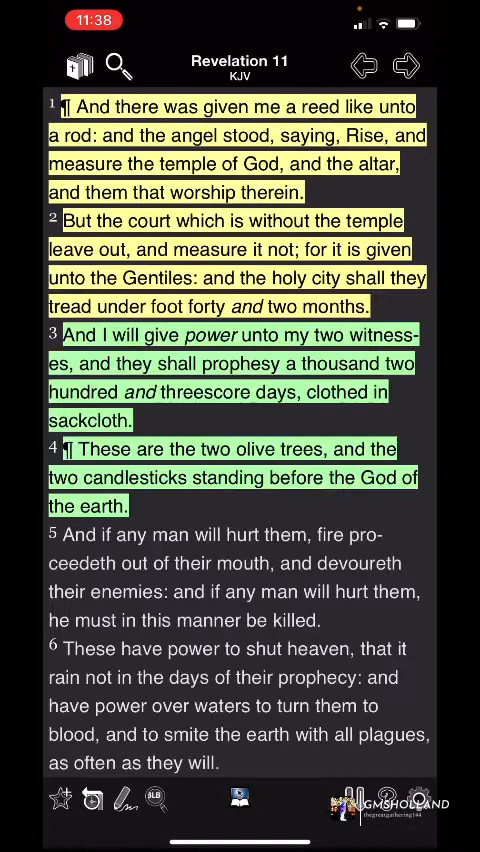 11:38
Revelation 11
KJV
1 ¶ And there was given me a reed like unto
a rod: and the angel stood, saying, Rise, and
measure the temple of God, and the altar,
and them that worship therein.
2 But the court which is without the temple
leave out, and measure it not; for it is given
unto the Gentiles: and the holy city shall they
tread under foot forty and two months.
3 And I will give power unto my two witness-
es, and they shall prophesy a thousand two
hundred and threescore days, clothed in
sackcloth.
4 ¶ These are the two olive trees, and the
two candlesticks standing before the God of
the earth.
5 And if any man will hurt them, fire pro-
ceedeth out of their mouth, and devoureth
their enemies: and if any man will hurt them,
he must in this manner be killed.
6 These have power to shut heaven, that it
rain not in the days of their prophecy: and
have power over waters to turn them to
blood, and to smite the earth with all plagues,
as often as they will.
SLB
GMSHOLLAND
thegreatgathering144